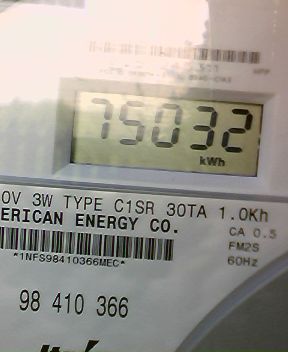 75032
kWh
0V 3W TYPE C1SR 30TA 1.0Kh
ERICAN ENERGY CO.
CA 0.5
FM2S
*1NFS98410366MEC*
60Hz
98 410 366